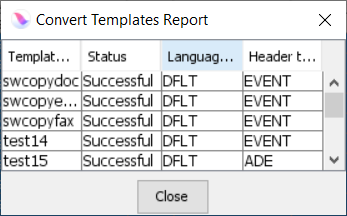 Convert Templates Report
Templat... Status Languag... Header t...
swcopydoc Successful DFLT EVENT
swcopye... Successful DFLT EVENT
swcopyfax Successful DFLT EVENT
test14 Successful DFLT EVENT
test15 Successful DFLT ADE
Close